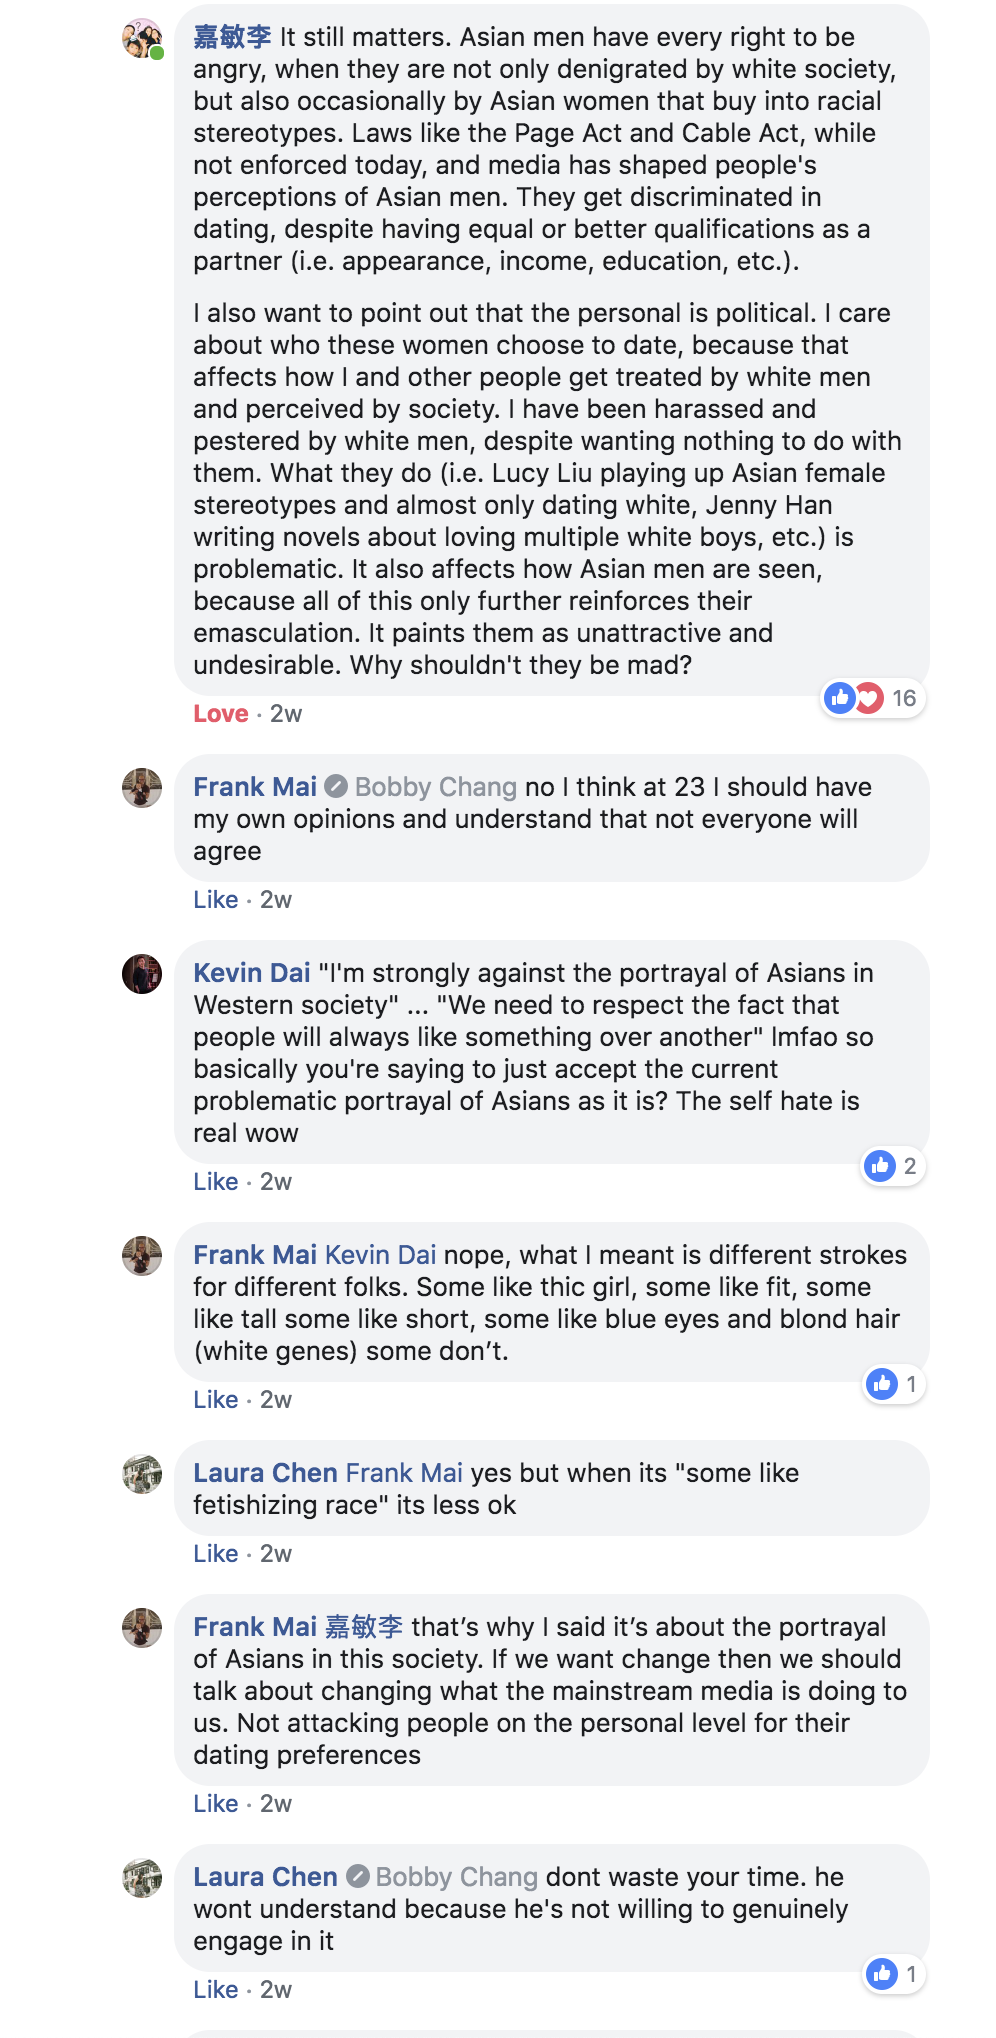 嘉敏李 It still matters. Asian men have every right to be
angry, when they are not only denigrated by white society,
but also occasionally by Asian women that buy into racial
stereotypes. Laws like the Page Act and Cable Act, while
not enforced today, and media has shaped people's
perceptions of Asian men. They get discriminated in
dating, despite having equal or better qualifications as a
partner (i.e. appearance, income, education, etc.).
I also want to point out that the personal is political. I care
about who these women choose to date, because that
affects how I and other people get treated by white men
and perceived by society. I have been harassed and
pestered by white men, despite wanting nothing to do with
them. What they do (i.e. Lucy Liu playing up Asian female
stereotypes and almost only dating white, Jenny Han
writing novels about loving multiple white boys, etc.) is
problematic. It also affects how Asian men are seen,
because all of this only further reinforces their
emasculation. It paints them as unattractive and
undesirable. Why shouldn't they be mad?
16
Love · 2w
Frank Mai Bobby Chang no I think at 23 I should have
my own opinions and understand that not everyone will
agree
Like · 2w
Kevin Dai "I'm strongly against the portrayal of Asians in
Western society" ... "We need to respect the fact that
people will always like something over another" lmfao so
basically you're saying to just accept the current
problematic portrayal of Asians as it is? The self hate is
real wow
2
Like · 2w
Frank Mai Kevin Dai nope, what I meant is different strokes
for different folks. Some like thic girl, some like fit, some
like tall some like short, some like blue eyes and blond hair
(white genes) some don’t.
1
Like · 2w
Laura Chen Frank Mai yes but when its "some like
fetishizing race" its less ok
Like · 2w
Frank Mai 嘉敏李 that’s why I said it’s about the portrayal
of Asians in this society. If we want change then we should
talk about changing what the mainstream media is doing to
us. Not attacking people on the personal level for their
dating preferences
Like · 2w
Laura Chen Bobby Chang dont waste your time. he
wont understand because he's not willing to genuinely
engage in it
1
Like · 2w